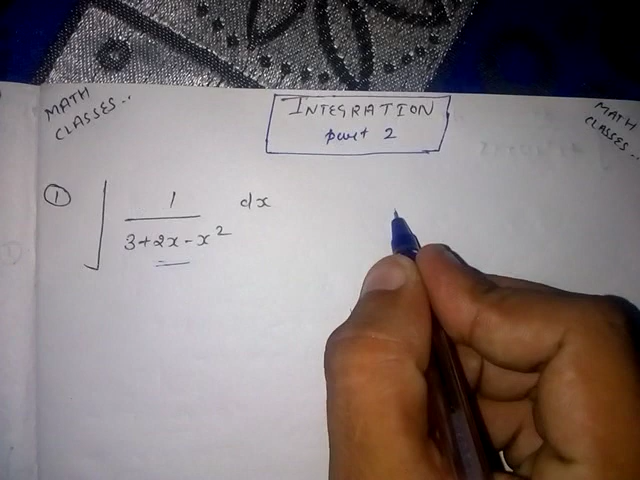 MATH
CLASSES..
INTEGRATION
part 2
MATH
CLASSES..
① ∫ 1 / (3+2x-x²) dx